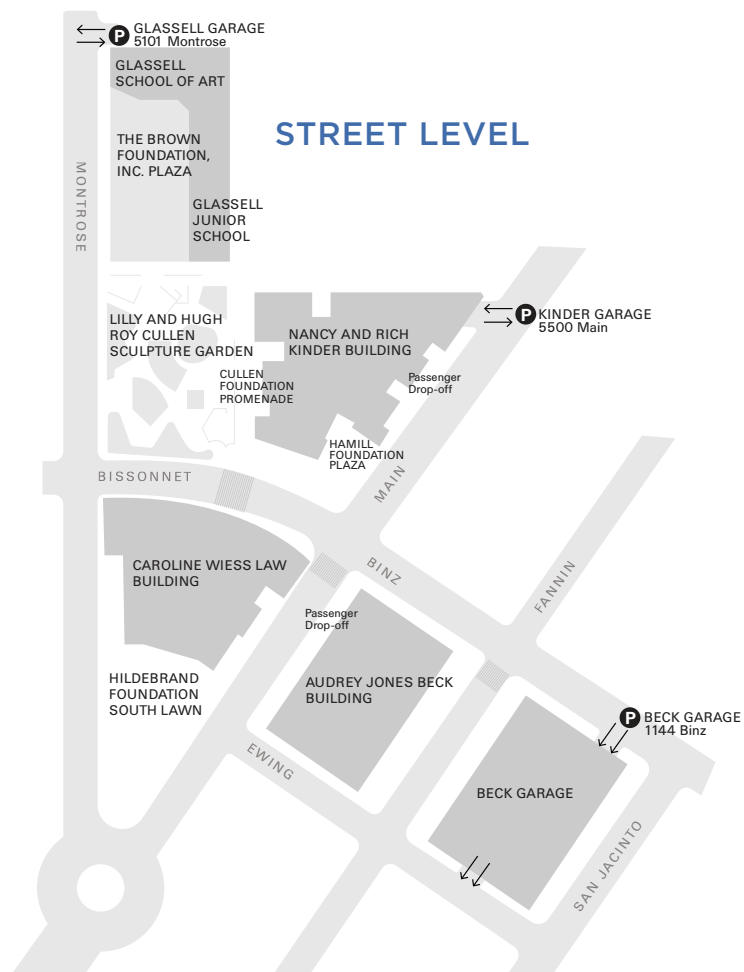 P GLASSELL GARAGE
5101 Montrose
GLASSELL
SCHOOL OF ART
STREET LEVEL
THE BROWN
FOUNDATION,
INC. PLAZA
MONTROSE
GLASSELL
JUNIOR
SCHOOL
LILLY AND HUGH
ROY CULLEN
SCULPTURE GARDEN
NANCY AND RICH
KINDER BUILDING
P KINDER GARAGE
5500 Main
CULLEN
FOUNDATION
PROMENADE
Passenger
Drop-off
HAMILL
FOUNDATION
PLAZA
MAIN
BISSONNET
CAROLINE WIESS LAW
BUILDING
BINZ
FANNIN
Passenger
Drop-off
HILDEBRAND
FOUNDATION
SOUTH LAWN
AUDREY JONES BECK
BUILDING
P BECK GARAGE
1144 Binz
EWING
BECK GARAGE
SAN JACINTO